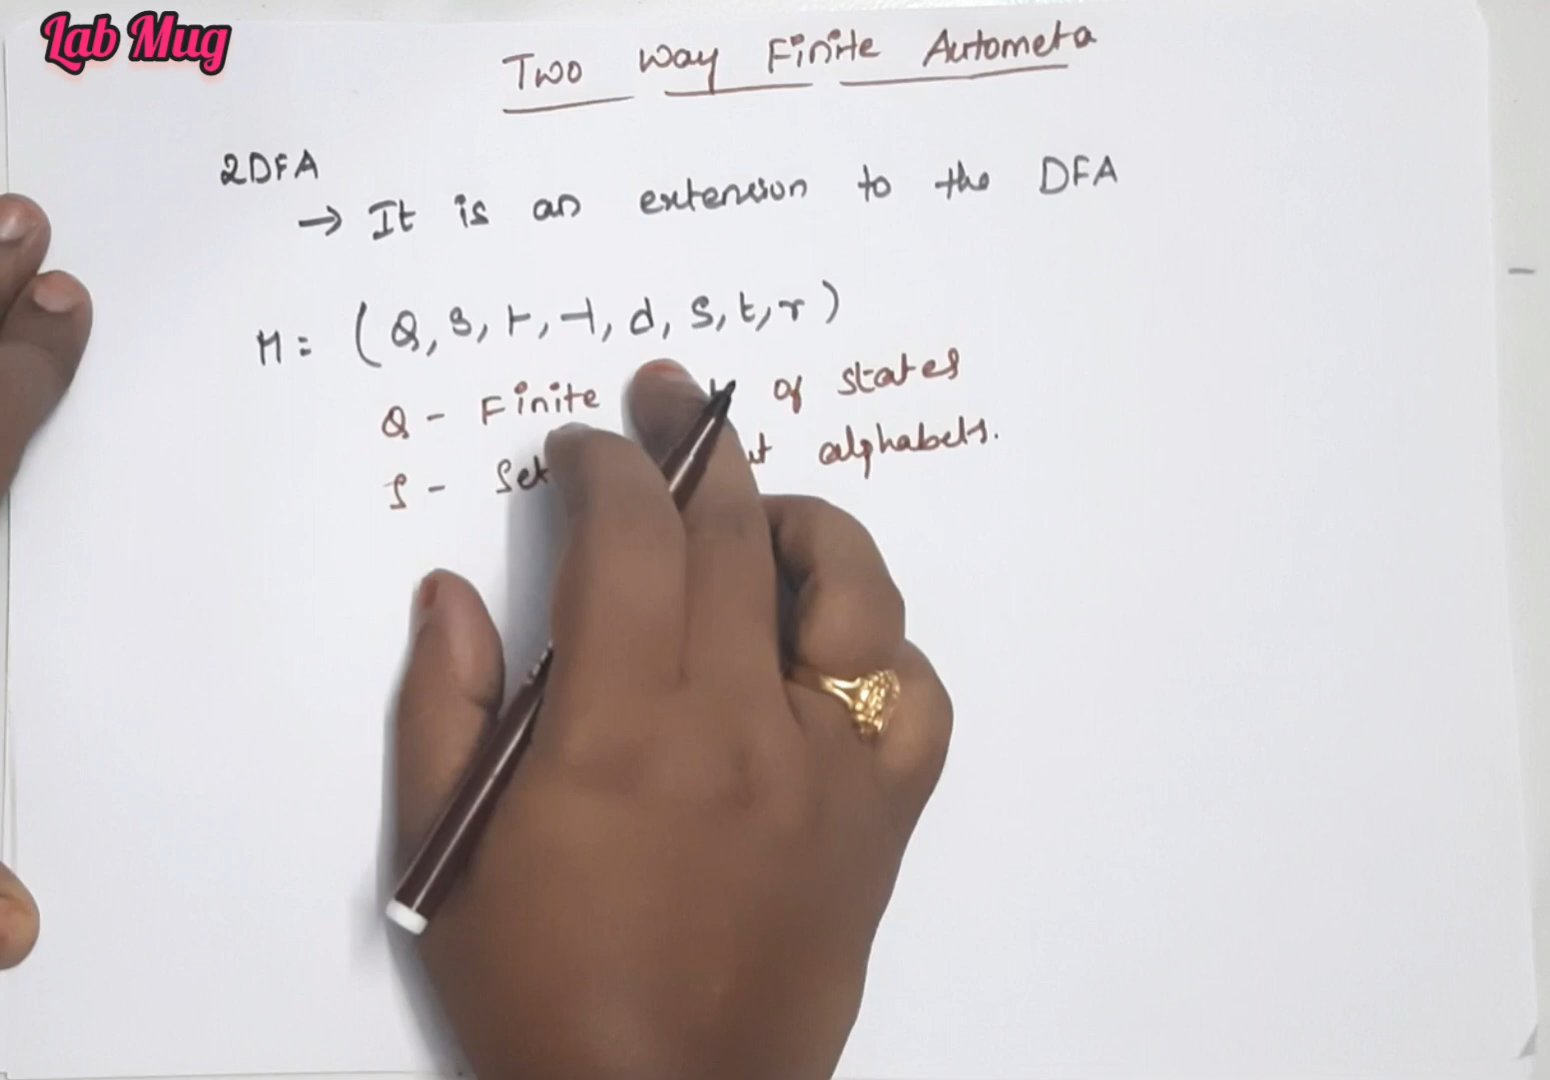 Lab Mug
Two Way Finite Autometa
2DFA
→ It is an extension to the DFA
M = (Q, S, ⊢, ⊣, d, S, t, r)
Q - Finite of states
S - Set alphabets.